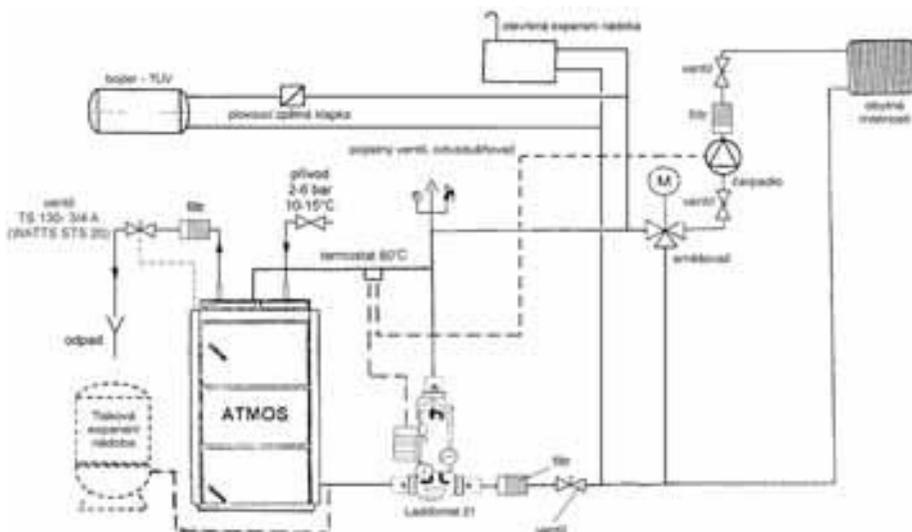 otevřená expanzní nádoba
bojler - TUV
plovoucí zpětná klapka
ventil
filtr
obytná
místnost
čerpadlo
pojistný ventil, odvzdušňovač
M
ventil
přívod
2-6 bar
10-15°C
ventil
TS 130- 3/4 A
(WATTS STS 20)
filtr
termostat 60°C
směšovač
odpad
ATMOS
Tlaková
expanzní
nádoba
filtr
Laddomat 21
ventil